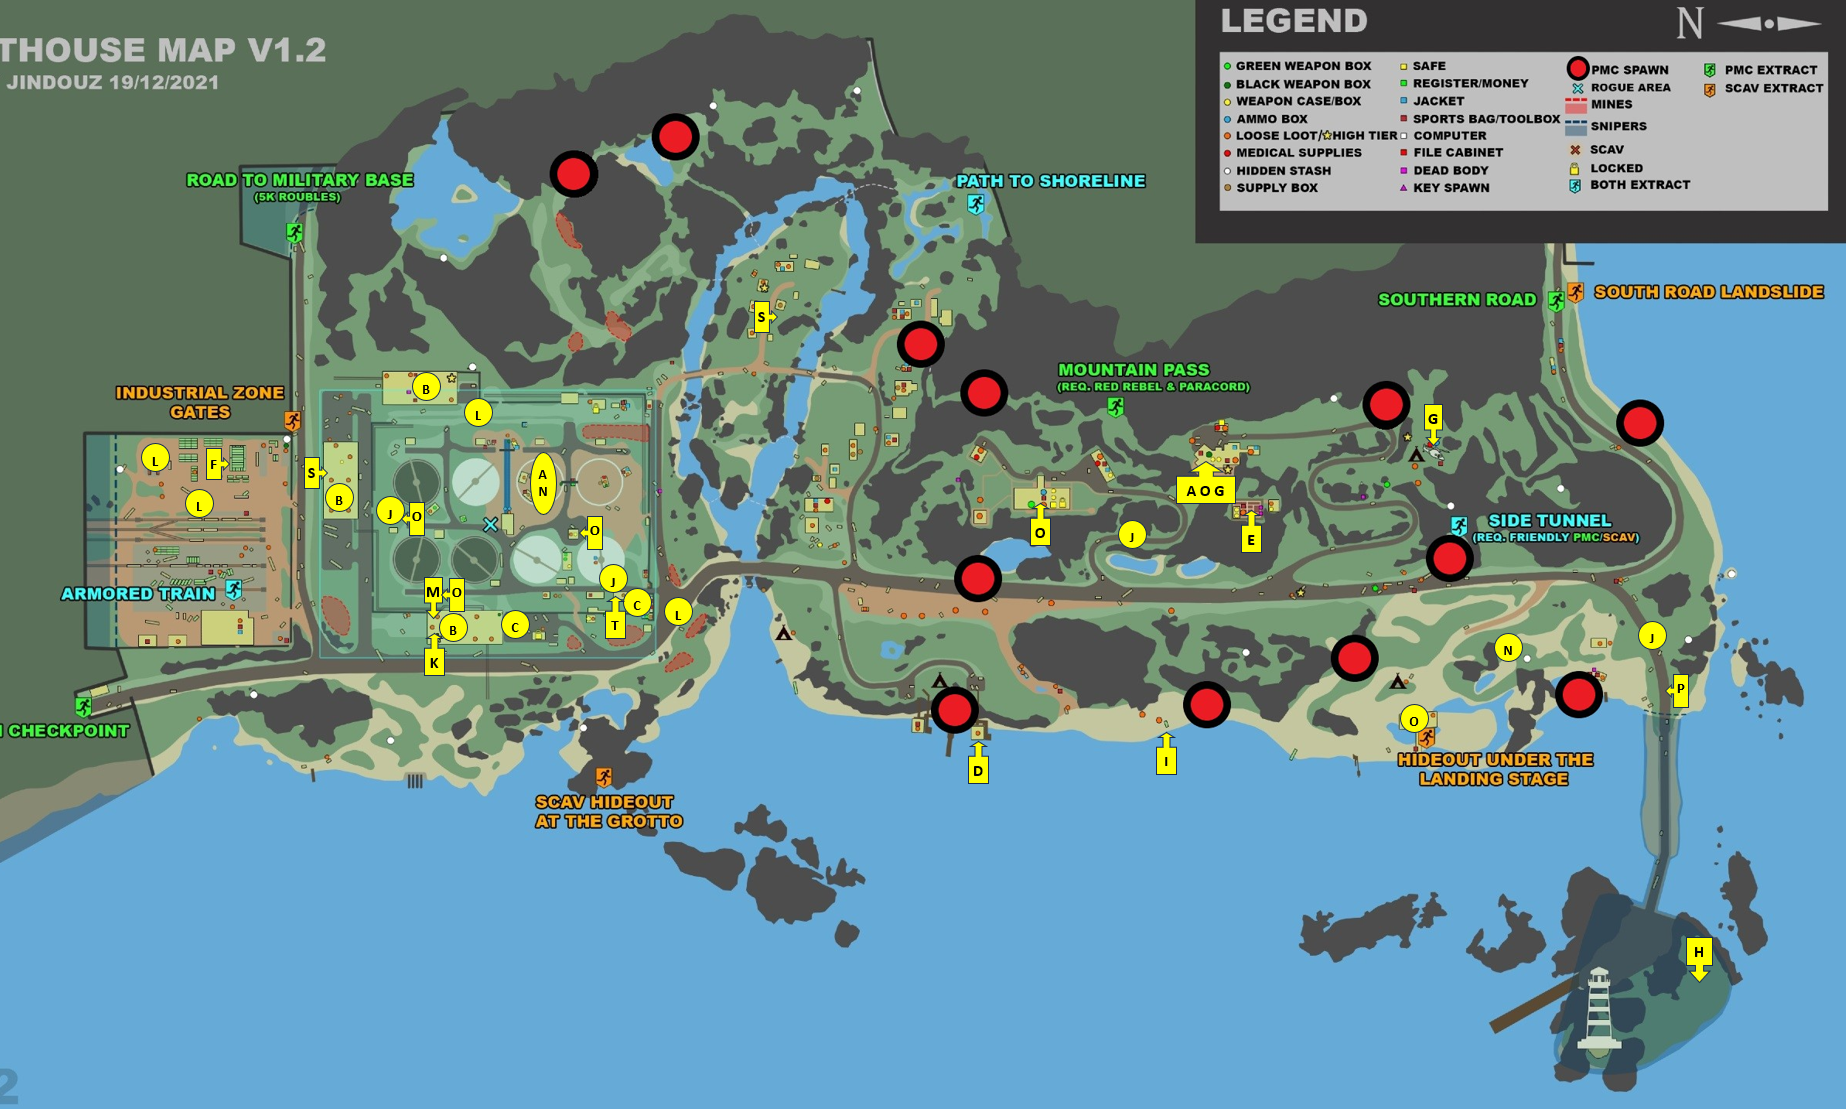 THOUSE MAP V1.2
JINDOUZ 19/12/2021
LEGEND
N
GREEN WEAPON BOX
BLACK WEAPON BOX
WEAPON CASE/BOX
AMMO BOX
LOOSE LOOT/☆HIGH TIER
MEDICAL SUPPLIES
HIDDEN STASH
SUPPLY BOX
SAFE
REGISTER/MONEY
JACKET
SPORTS BAG/TOOLBOX
COMPUTER
FILE CABINET
DEAD BODY
KEY SPAWN
PMC SPAWN
ROGUE AREA
MINES
SNIPERS
SCAV
LOCKED
BOTH EXTRACT
PMC EXTRACT
SCAV EXTRACT
ROAD TO MILITARY BASE
(5K ROUBLES)
PATH TO SHORELINE
SOUTHERN ROAD
SOUTH ROAD LANDSLIDE
S
MOUNTAIN PASS
(REQ. RED REBEL & PARACORD)
INDUSTRIAL ZONE
GATES
B
L
G
L
F
S
B
L
A
N
J
O
O
A O G
O
J
E
SIDE TUNNEL
(REQ. FRIENDLY PMC/SCAV)
ARMORED TRAIN
M
O
J
C
L
T
B
C
K
J
N
P
O
CHECKPOINT
D
I
HIDEOUT UNDER THE
LANDING STAGE
SCAV HIDEOUT
AT THE GROTTO
H
2